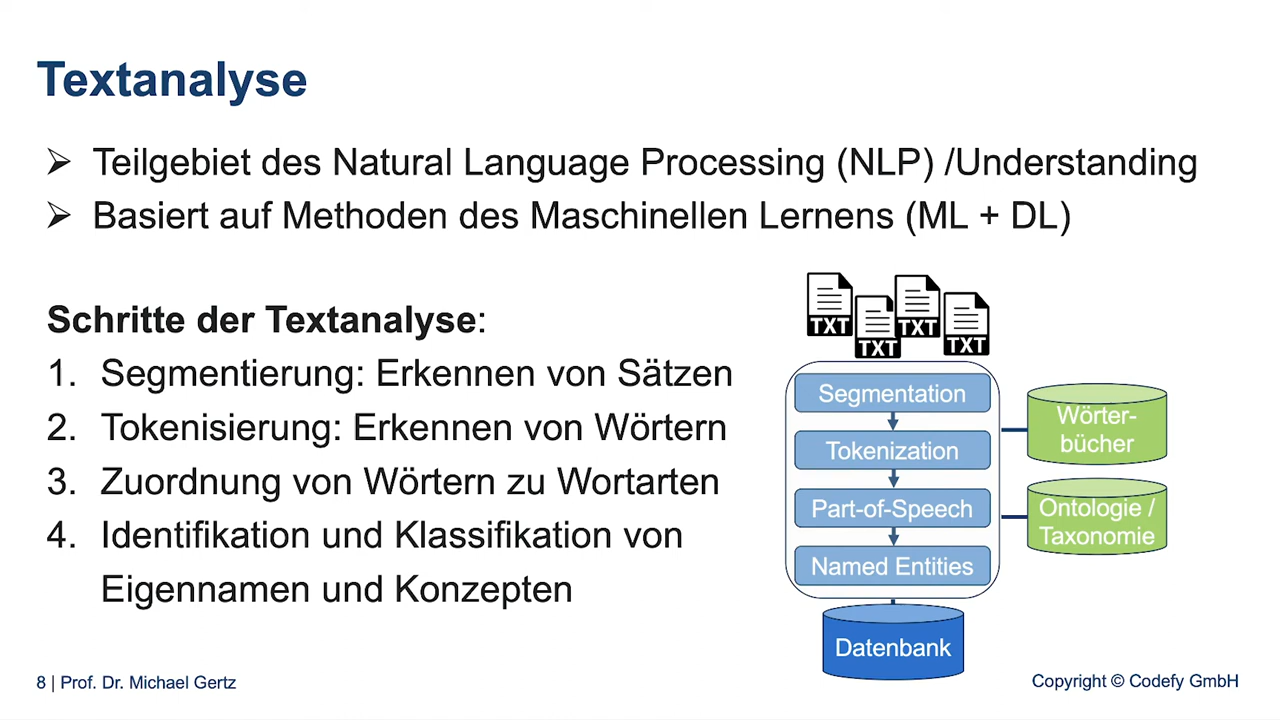 Textanalyse
➢ Teilgebiet des Natural Language Processing (NLP) /Understanding
➢ Basiert auf Methoden des Maschinellen Lernens (ML + DL)
Schritte der Textanalyse:
1. Segmentierung: Erkennen von Sätzen
2. Tokenisierung: Erkennen von Wörtern
3. Zuordnung von Wörtern zu Wortarten
4. Identifikation und Klassifikation von
Eigennamen und Konzepten
TXT
TXT
TXT
TXT
Segmentation
Tokenization
Part-of-Speech
Named Entities
Wörter-
bücher
Ontologie /
Taxonomie
Datenbank
8 | Prof. Dr. Michael Gertz
Copyright © Codefy GmbH